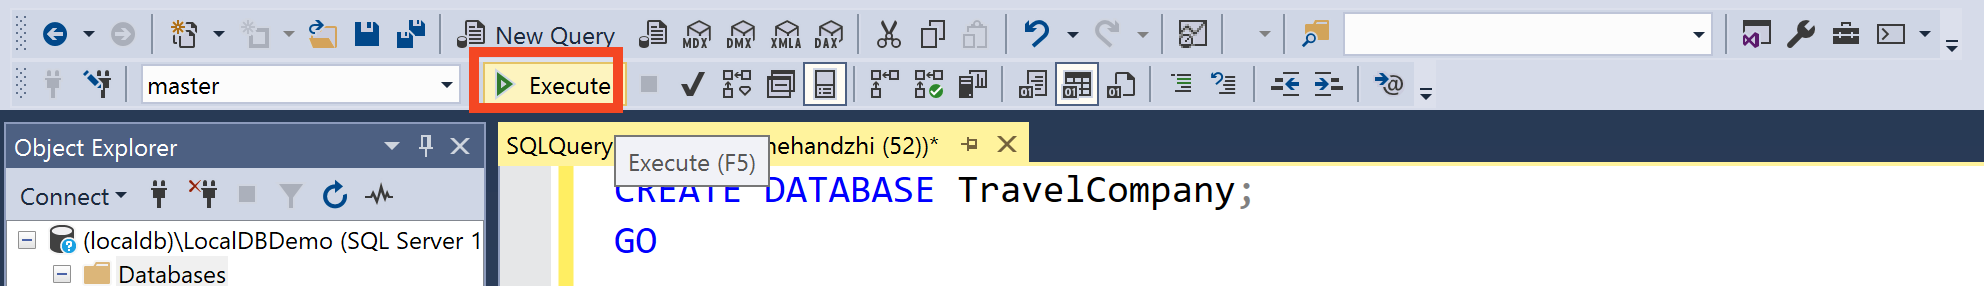 New Query
MDX DMX XMLA DAX
master
Execute
Object Explorer
SQLQuery nehandzhi (52))*
Execute (F5)
Connect
CREATE DATABASE TravelCompany;
GO
(localdb)\LocalDBDemo (SQL Server 1
Databases